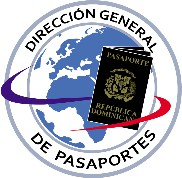 DIRECCIÓN GENERAL
PASAPORTE
REPÚBLICA
DOMINICANA
DE PASAPORTES